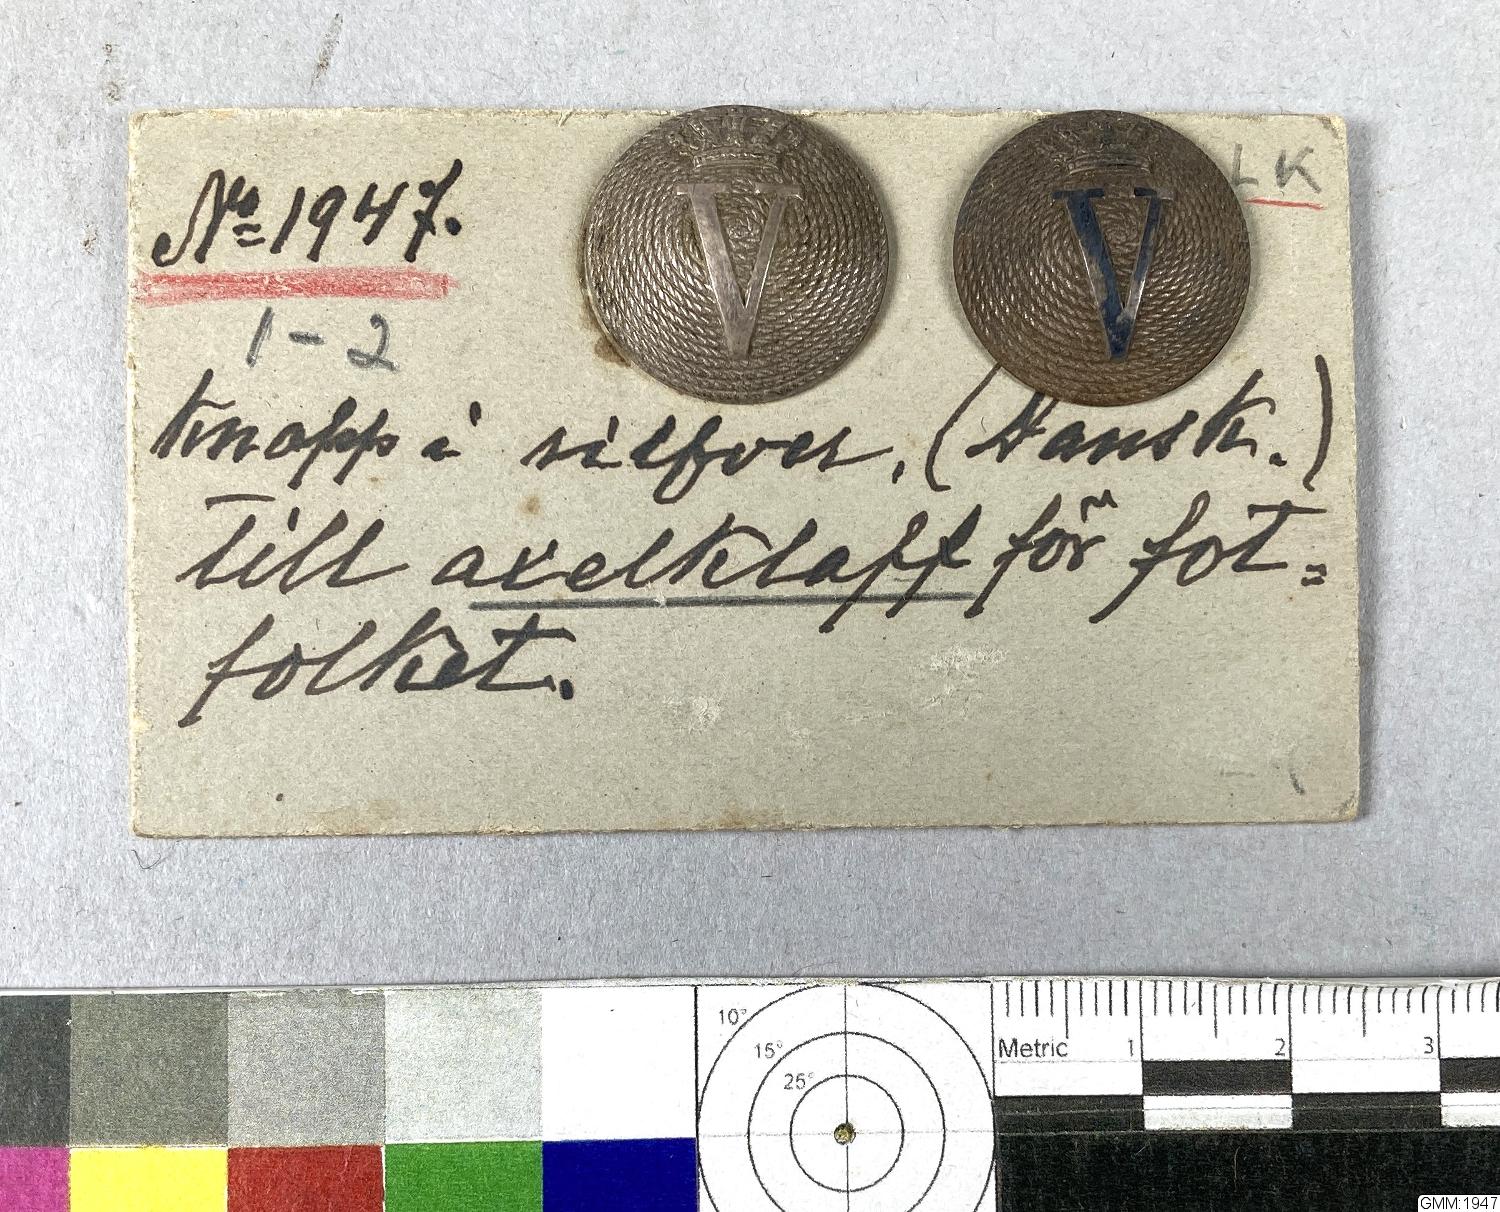 LK
No 1947.
1-2
Knapp i silfver. (Dansk.)
Till axelklaff för fot=
folket.
V V
10°
15°
25°
Metric 1 2 3
GMM:1947